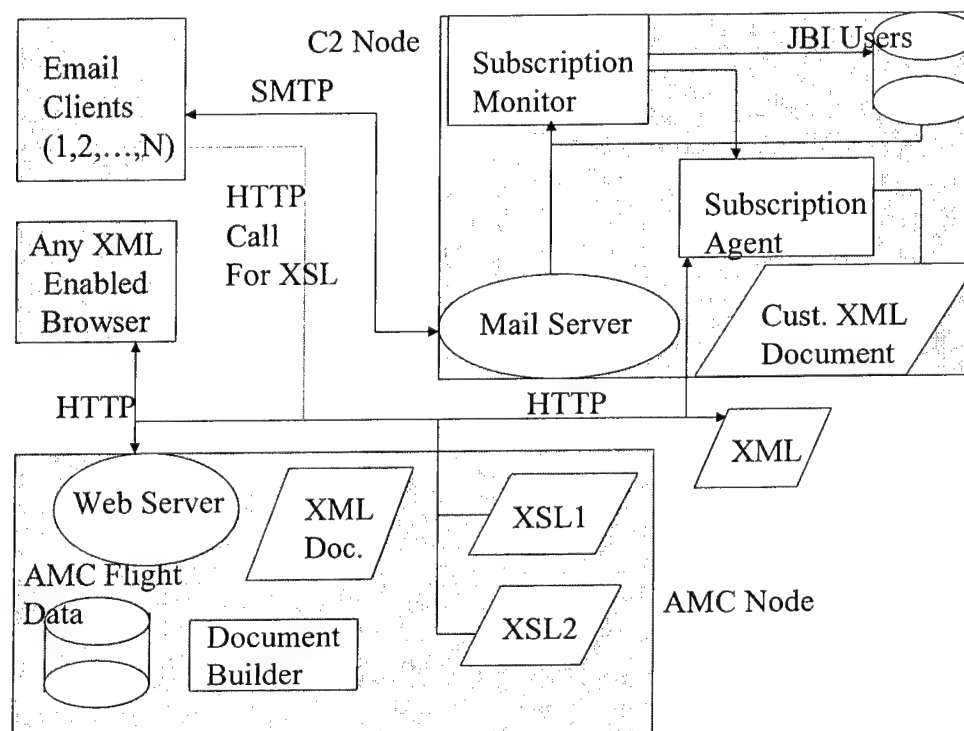 Email
Clients
(1,2,...,N)
C2 Node
SMTP
Subscription
Monitor
JBI Users
Subscription
Agent
HTTP
Call
For XSL
Any XML
Enabled
Browser
Mail Server
Cust. XML
Document
HTTP
HTTP
XML
Web Server
XML
Doc.
XSL1
AMC Flight
Data
Document
Builder
XSL2
AMC Node